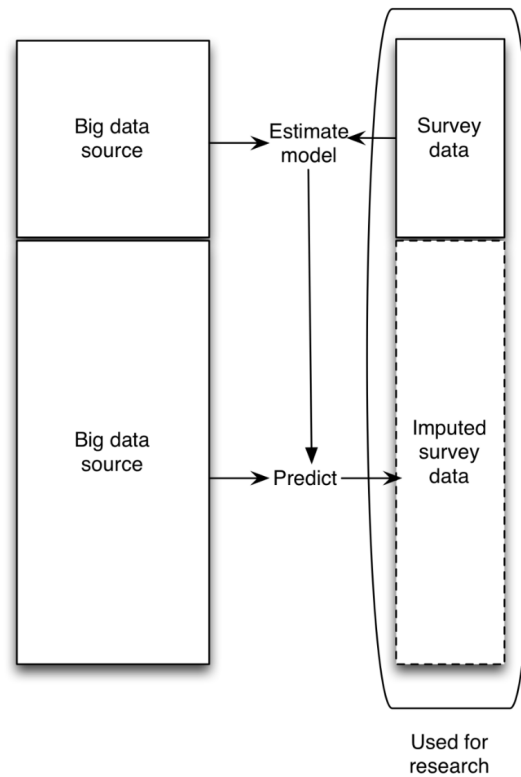 Big data
source
Estimate
model
Survey
data
Big data
source
Predict
Imputed
survey
data
Used for
research